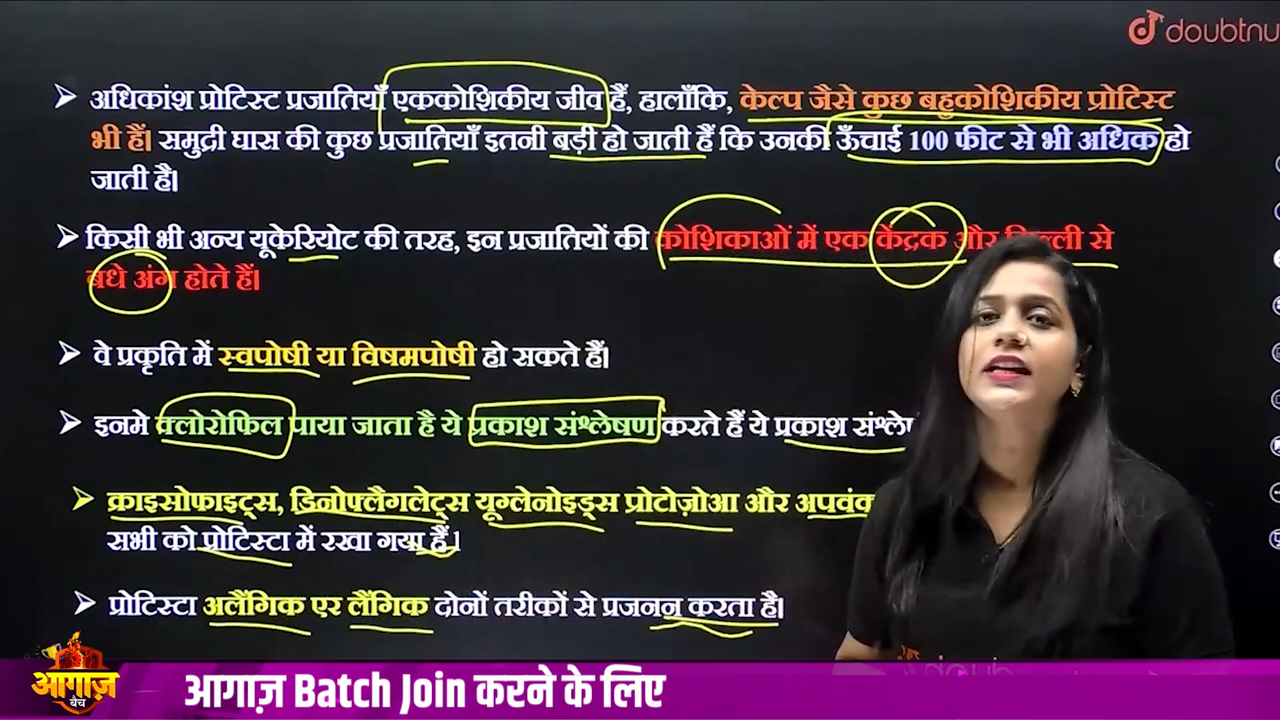 doubtnu
अधिकांश प्रोटिस्ट प्रजातियाँ एककोशिकीय जीव हैं, हालाँकि, केल्प जैसे कुछ बहुकोशिकीय प्रोटिस्ट
भी हैं। समुद्री घास की कुछ प्रजातियाँ इतनी बड़ी हो जाती हैं कि उनकी ऊँचाई 100 फीट से भी अधिक हो
जाती है।
किसी भी अन्य यूकेरियोट की तरह, इन प्रजातियों की कोशिकाओं में एक केंद्रक और से
बधे अंग होते हैं।
वे प्रकृति में स्वपोषी या विषमपोषी हो सकते हैं।
इनमे क्लोरोफिल पाया जाता है ये प्रकाश संश्लेषण करते हैं ये प्रकाश
क्राइसोफाइट्स, डिनोफ्लैगलेट्स यूग्लेनोइड्स प्रोटोज़ोआ और
सभी को प्रोटिस्टा में रखा गया हैं।
प्रोटिस्टा अलैंगिक एर लैंगिक दोनों तरीकों से प्रजनन करता है।
आगाज़ बैच
आगाज़ Batch Join करने के लिए